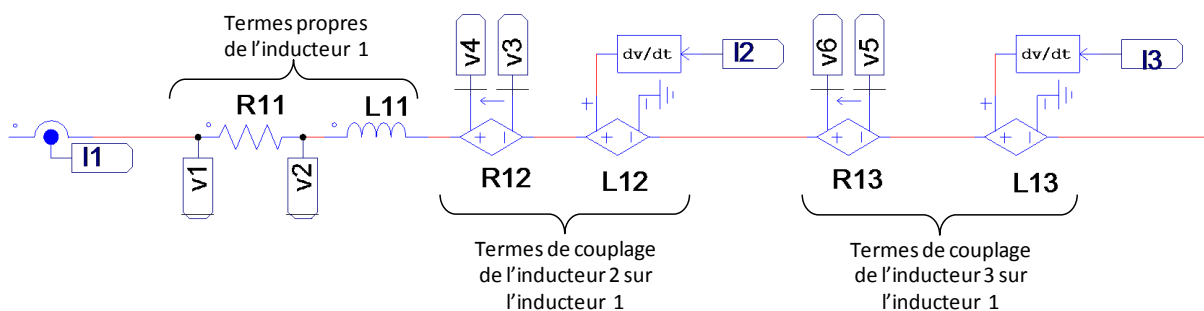 Termes propres
de l'inducteur 1
v4
v3
dv/dt
I2
v6
v5
dv/dt
I3
R11
L11
I1
v1
v2
R12
L12
R13
L13
Termes de couplage
de l'inducteur 2 sur
l'inducteur 1
Termes de couplage
de l'inducteur 3 sur
l'inducteur 1